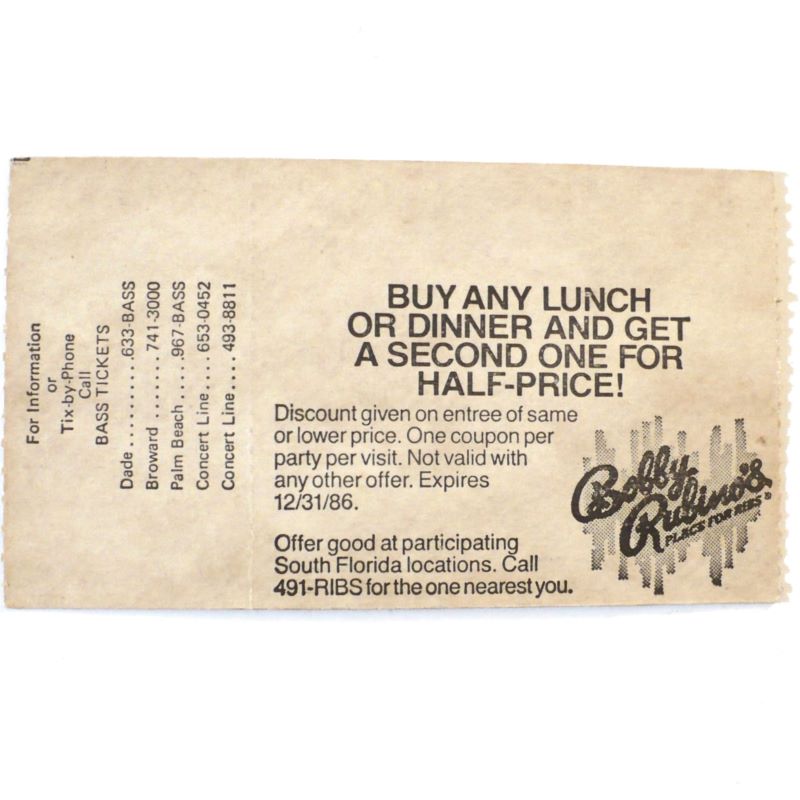 For Information
or
Tix-by-Phone
Call
BASS TICKETS
Dade ..........633-BASS
Broward ........741-3000
Palm Beach .....967-BASS
Concert Line....653-0452
Concert Line....493-8811
BUY ANY LUNCH
OR DINNER AND GET
A SECOND ONE FOR
HALF-PRICE!
Discount given on entree of same
or lower price. One coupon per
party per visit. Not valid with
any other offer. Expires
12/31/86.
Offer good at participating
South Florida locations. Call
491-RIBS for the one nearest you.
Bobby
Rubino's
PLACE FOR RIBS®